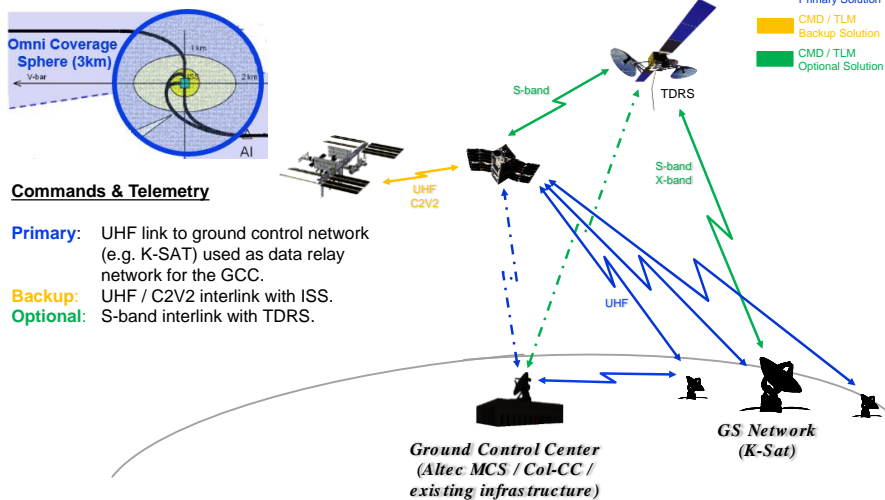 Primary Solution
CMD / TLM
Backup Solution
CMD / TLM
Optional Solution
Omni Coverage
Sphere (3km)
1 km
ISS
2 km
V-bar
AI
TDRS
S-band
S-band
X-band
UHF
C2V2
Commands & Telemetry
Primary: UHF link to ground control network
(e.g. K-SAT) used as data relay
network for the GCC.
Backup: UHF / C2V2 interlink with ISS.
Optional: S-band interlink with TDRS.
UHF
Ground Control Center
(Altec MCS / Col-CC /
existing infrastructure)
GS Network
(K-Sat)